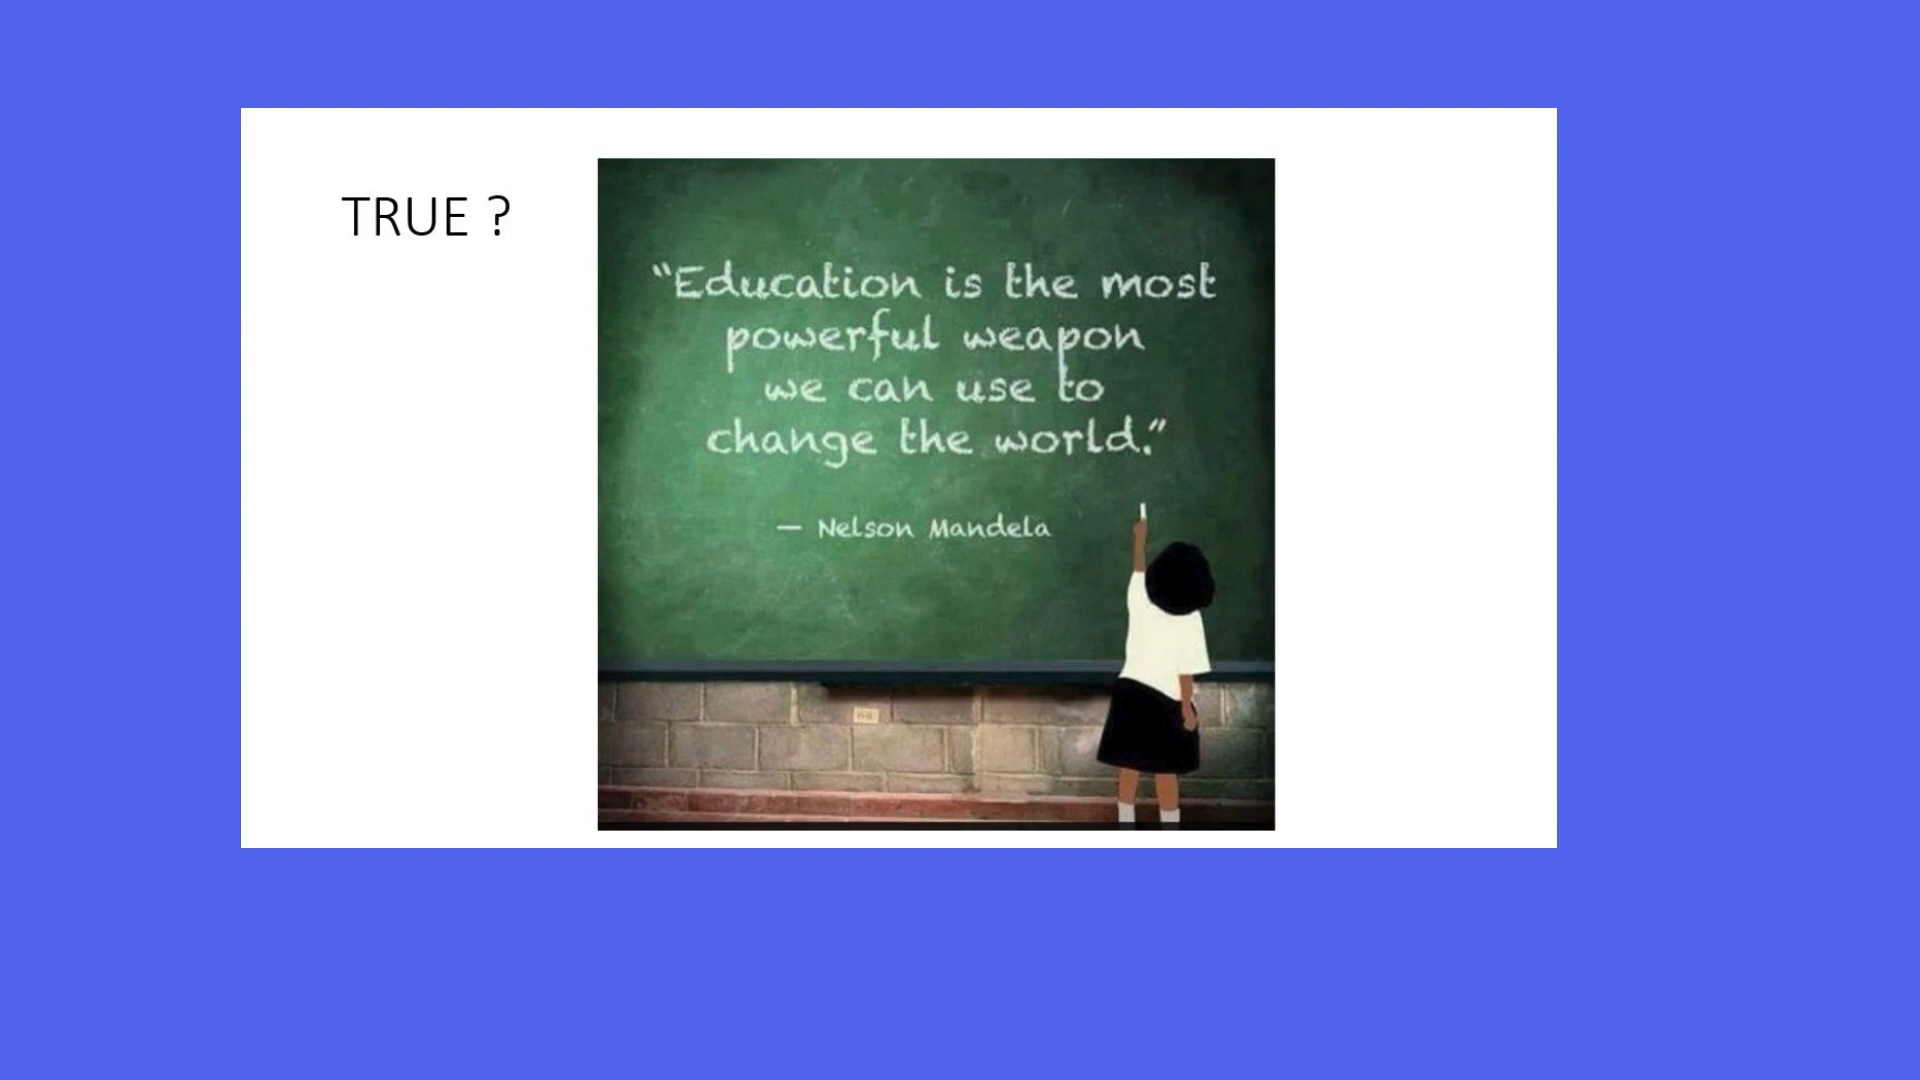 TRUE ?
“Education is the most
powerful weapon
we can use to
change the world.”
— Nelson Mandela